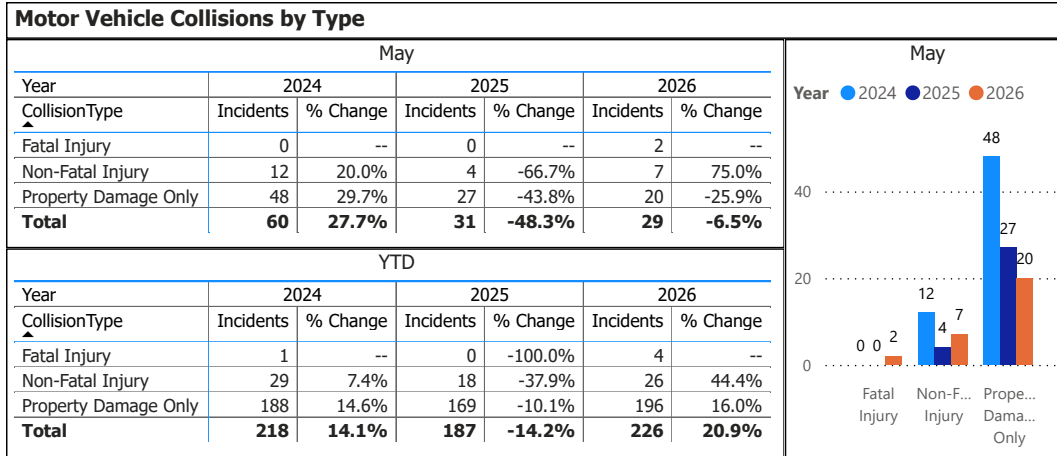 Motor Vehicle Collisions by Type
May
Year 2024 2025 2026
CollisionType Incidents % Change Incidents % Change Incidents % Change
Fatal Injury 0 -- 0 -- 2 --
Non-Fatal Injury 12 20.0% 4 -66.7% 7 75.0%
Property Damage Only 48 29.7% 27 -43.8% 20 -25.9%
Total 60 27.7% 31 -48.3% 29 -6.5%
YTD
Year 2024 2025 2026
CollisionType Incidents % Change Incidents % Change Incidents % Change
Fatal Injury 1 -- 0 -100.0% 4 --
Non-Fatal Injury 29 7.4% 18 -37.9% 26 44.4%
Property Damage Only 188 14.6% 169 -10.1% 196 16.0%
Total 218 14.1% 187 -14.2% 226 20.9%
May
Year 2024 2025 2026
48
40
27
20
20
12
7
4
0 0 2
0
Fatal Non-F... Prope...
Injury Injury Dama...
Only